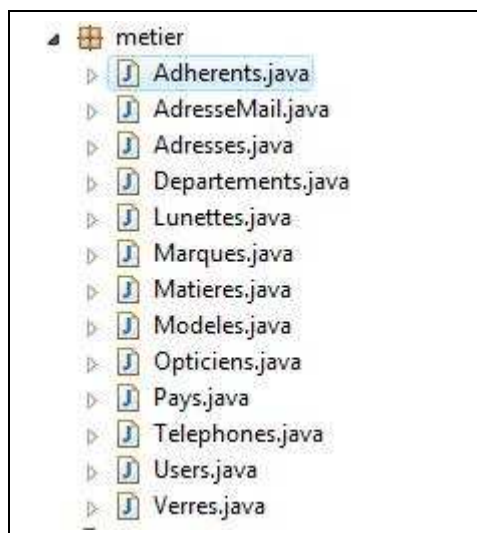 metier
Adherents.java
AdresseMail.java
Adresses.java
Departements.java
Lunettes.java
Marques.java
Matieres.java
Modeles.java
Opticiens.java
Pays.java
Telephones.java
Users.java
Verres.java